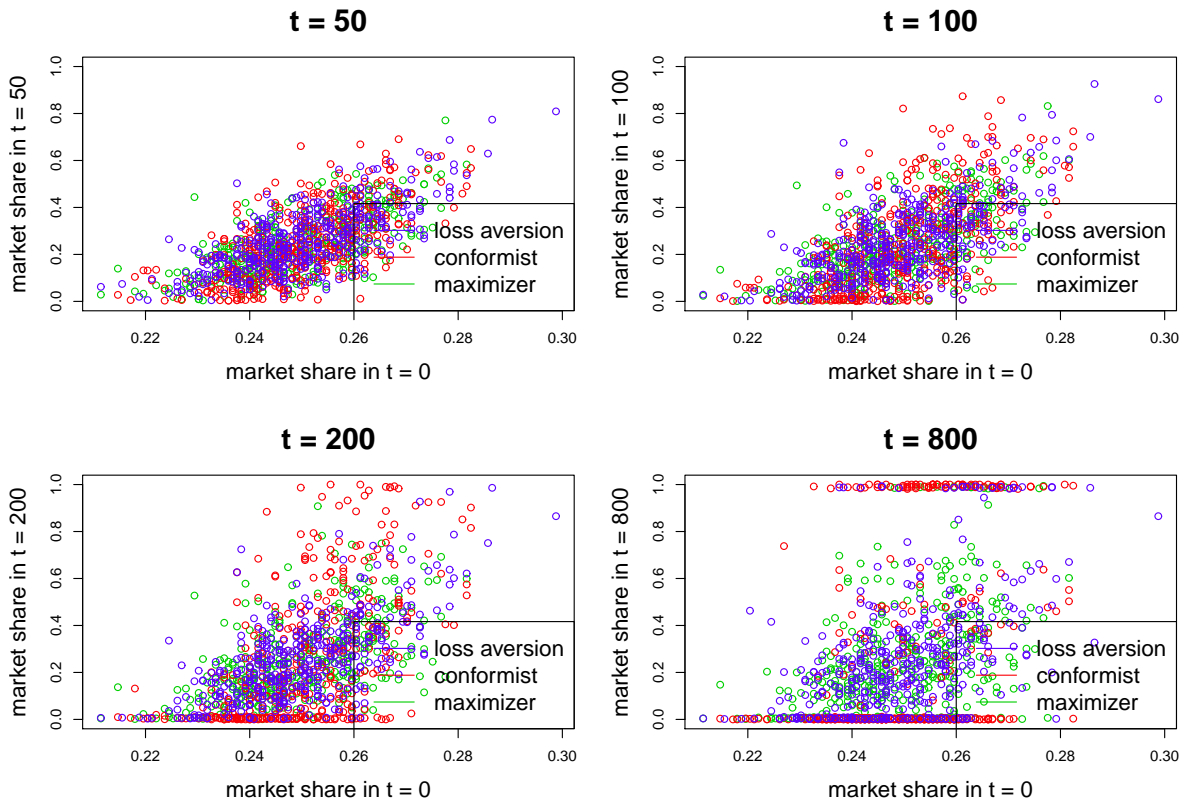 t = 50
market share in t = 50
1.0
0.8
0.6
0.4
0.2
0.0
loss aversion
conformist
maximizer
0.22 0.24 0.26 0.28 0.30
market share in t = 0
t = 100
market share in t = 100
1.0
0.8
0.6
0.4
0.2
0.0
loss aversion
conformist
maximizer
0.22 0.24 0.26 0.28 0.30
market share in t = 0
t = 200
market share in t = 200
1.0
0.8
0.6
0.4
0.2
0.0
loss aversion
conformist
maximizer
0.22 0.24 0.26 0.28 0.30
market share in t = 0
t = 800
market share in t = 800
1.0
0.8
0.6
0.4
0.2
0.0
loss aversion
conformist
maximizer
0.22 0.24 0.26 0.28 0.30
market share in t = 0